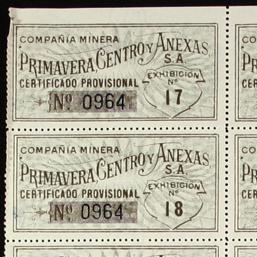 COMPAÑIA MINERA
PRIMAVERA, CENTRO Y ANEXAS
S.A.
CERTIFICADO PROVISIONAL
EXHIBICION
Nº
Nº 0964
17
COMPAÑIA MINERA
PRIMAVERA, CENTRO Y ANEXAS
S.A.
CERTIFICADO PROVISIONAL
EXHIBICION
Nº
Nº 0964
18